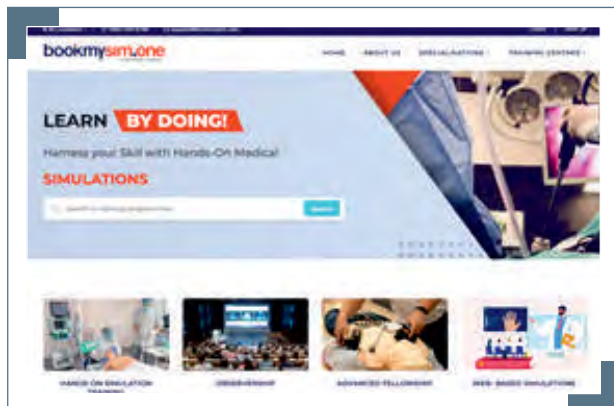 bookmysim.one
HOME ABOUT US SPECIALISATIONS TRAINING CENTRES
LEARN BY DOING!
Harness your Skill with Hands-On Medical
SIMULATIONS
Search
HANDS ON SIMULATION
TRAINING
OBSERVERSHIP
ADVANCED FELLOWSHIP
WEB- BASED SIMULATIONS